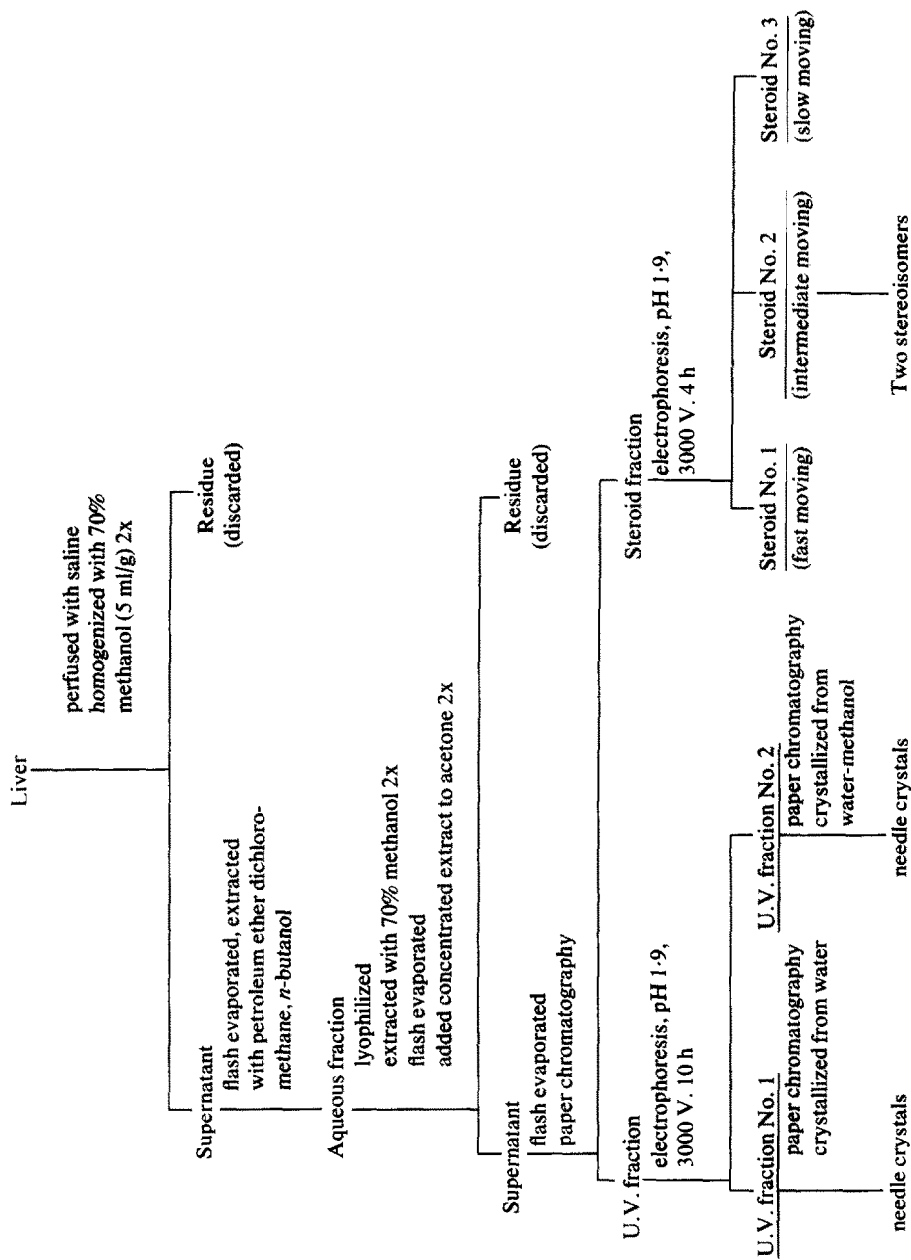 Liver
perfused with saline
homogenized with 70%
methanol (5 ml/g) 2x
Supernatant
flash evaporated, extracted
with petroleum ether dichloro-
methane, n-butanol
Residue
(discarded)
Aqueous fraction
lyophilized
extracted with 70% methanol 2x
flash evaporated
added concentrated extract to acetone 2x
Supernatant
flash evaporated
paper chromatography
Residue
(discarded)
U.V. fraction
electrophoresis, pH 1·9,
3000 V. 10 h
Steroid fraction
electrophoresis, pH 1·9,
3000 V. 4 h
U.V. fraction No. 1
paper chromatography
crystallized from water
needle crystals
U.V. fraction No. 2
paper chromatography
crystallized from
water-methanol
needle crystals
Steroid No. 1
(fast moving)
Steroid No. 2
(intermediate moving)
Two stereoisomers
Steroid No. 3
(slow moving)